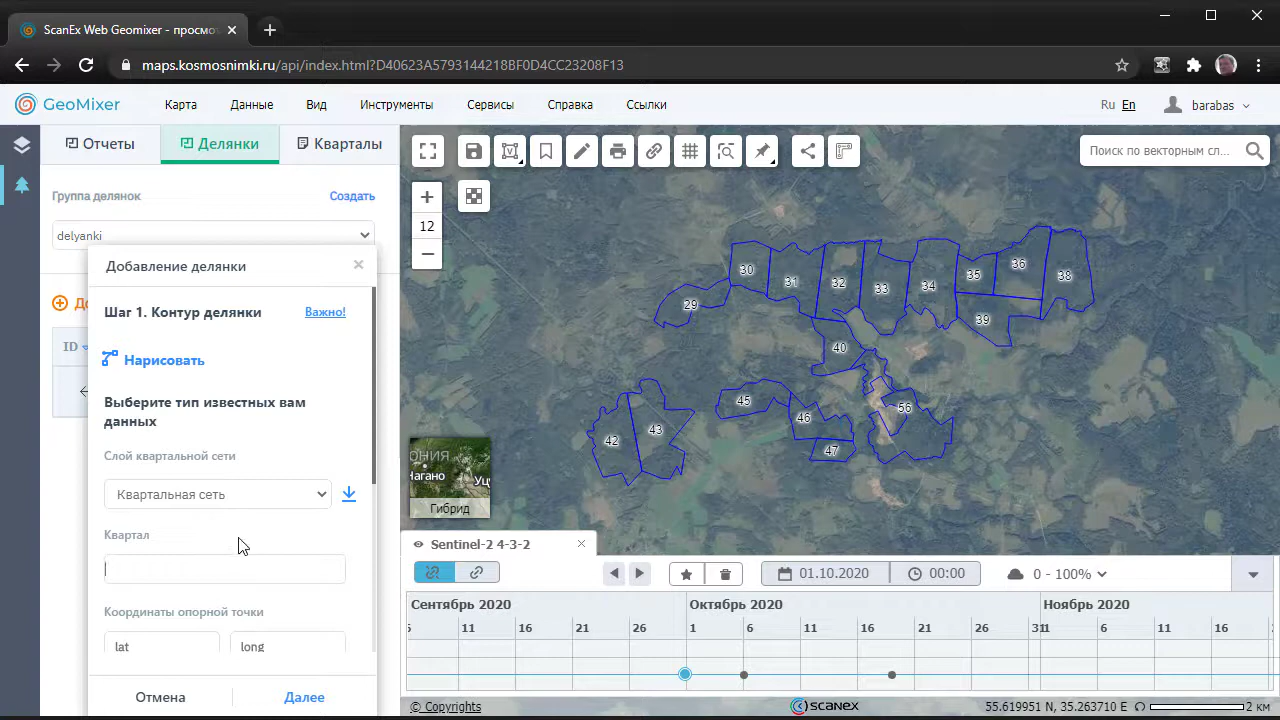 ScanEx Web Geomixer - просмо
maps.kosmosnimki.ru/api/index.html?D40623A5793144218BF0D4CC23208F13
GeoMixer
Карта
Данные
Вид
Инструменты
Сервисы
Справка
Ссылки
Ru En
barabas
Отчеты
Делянки
Кварталы
Группа делянок
Создать
delyanki
Добавление делянки
Шаг 1. Контур делянки
Важно!
ID
Нарисовать
Выберите тип известных вам
данных
Слой квартальной сети
Квартальная сеть
Квартал
Координаты опорной точки
lat
long
Отмена
Далее
12
Поиск по векторным сл...
30
31
32
33
34
35
36
38
29
39
40
45
46
47
56
42
43
Гибрид
Sentinel-2 4-3-2
01.10.2020
00:00
0 - 100%
Сентябрь 2020
Октябрь 2020
Ноябрь 2020
11
16
21
26
1
6
11
16
21
26
31
1
6
11
16
© Copyrights
scanex
55.619951 N, 35.263710 E
2 км